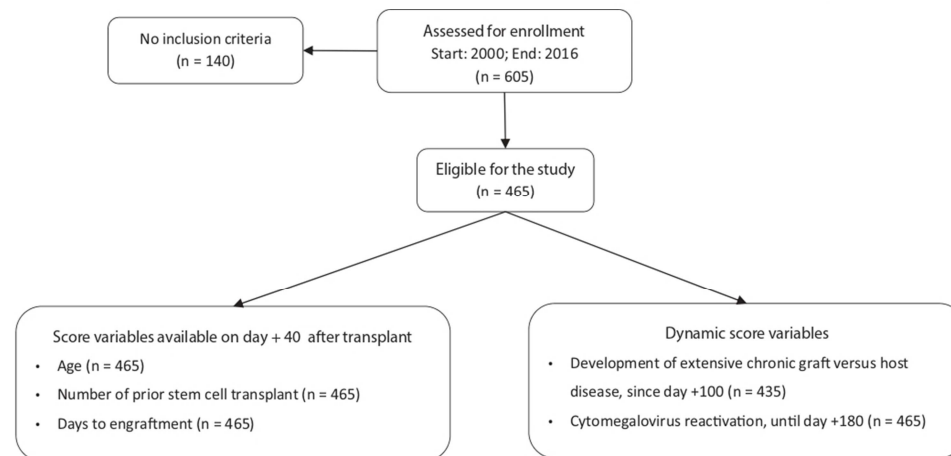 No inclusion criteria
(n = 140)
Assessed for enrollment
Start: 2000; End: 2016
(n = 605)
Eligible for the study
(n = 465)
Score variables available on day + 40 after transplant
• Age (n = 465)
• Number of prior stem cell transplant (n = 465)
• Days to engraftment (n = 465)
Dynamic score variables
• Development of extensive chronic graft versus host
disease, since day +100 (n = 435)
• Cytomegalovirus reactivation, until day +180 (n = 465)